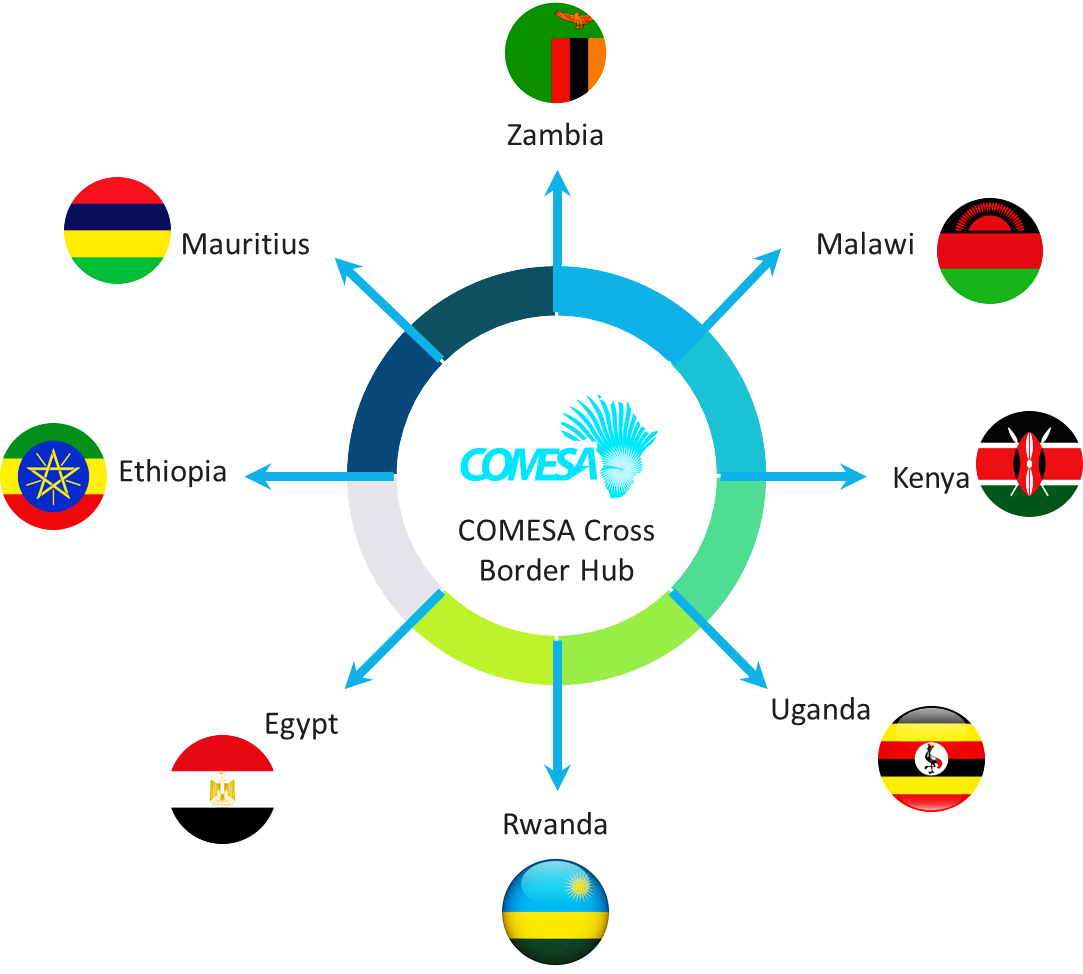 Zambia
Mauritius
Malawi
Ethiopia
Kenya
COMESA
COMESA Cross
Border Hub
Egypt
Uganda
Rwanda